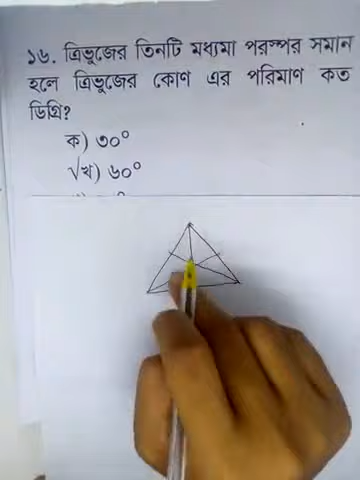 ১৬. ত্রিভুজের তিনটি মধ্যমা পরস্পর সমান
হলে ত্রিভুজের কোণ এর পরিমাণ কত
ডিগ্রি?
ক) ৩০°
√খ) ৬০°